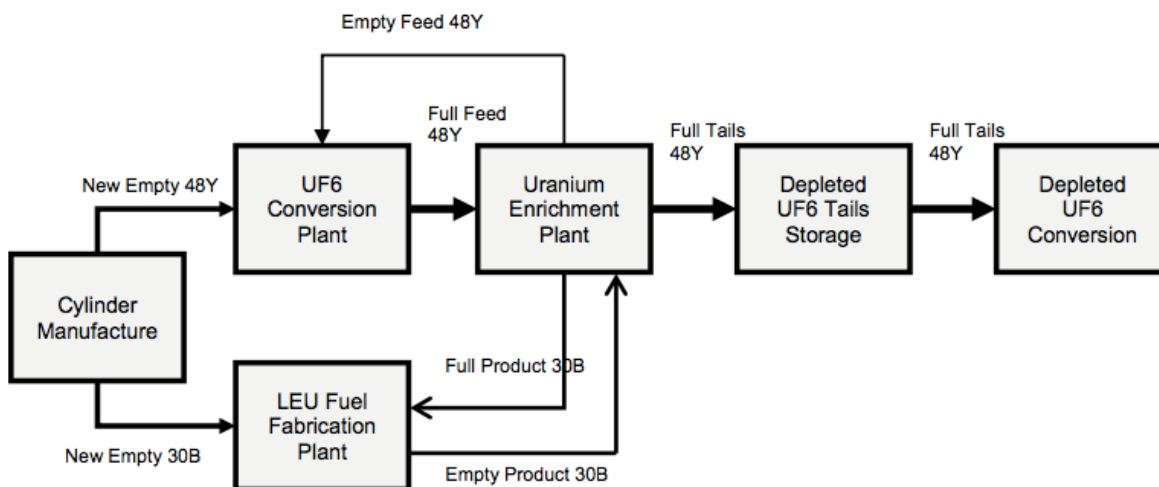 Empty Feed 48Y
Full Feed
48Y
Full Tails
48Y
Full Tails
48Y
New Empty 48Y
UF6
Conversion
Plant
Uranium
Enrichment
Plant
Depleted
UF6 Tails
Storage
Depleted
UF6
Conversion
Cylinder
Manufacture
Full Product 30B
LEU Fuel
Fabrication
Plant
New Empty 30B
Empty Product 30B